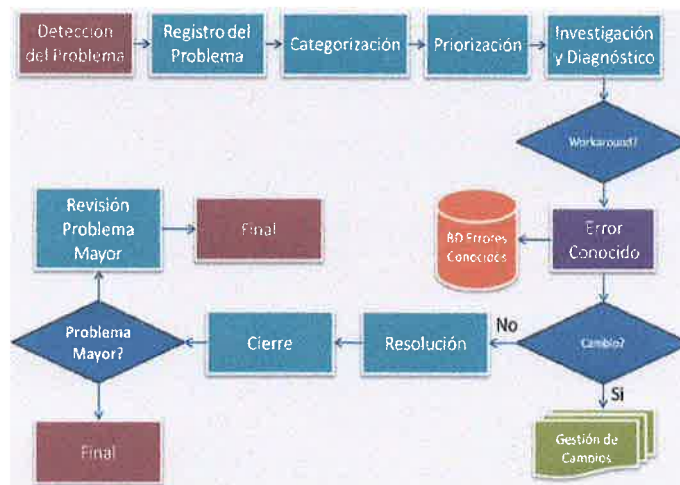 Detección
del Problema
Registro del
Problema
Categorización
Priorización
Investigación
y Diagnóstico
Workaround?
Error
Conocido
BD Errores
Conocidos
Revisión
Problema
Mayor
Final
Problema
Mayor?
Cierre
Resolución
No
Cambio?
Si
Gestión de
Cambios
Final